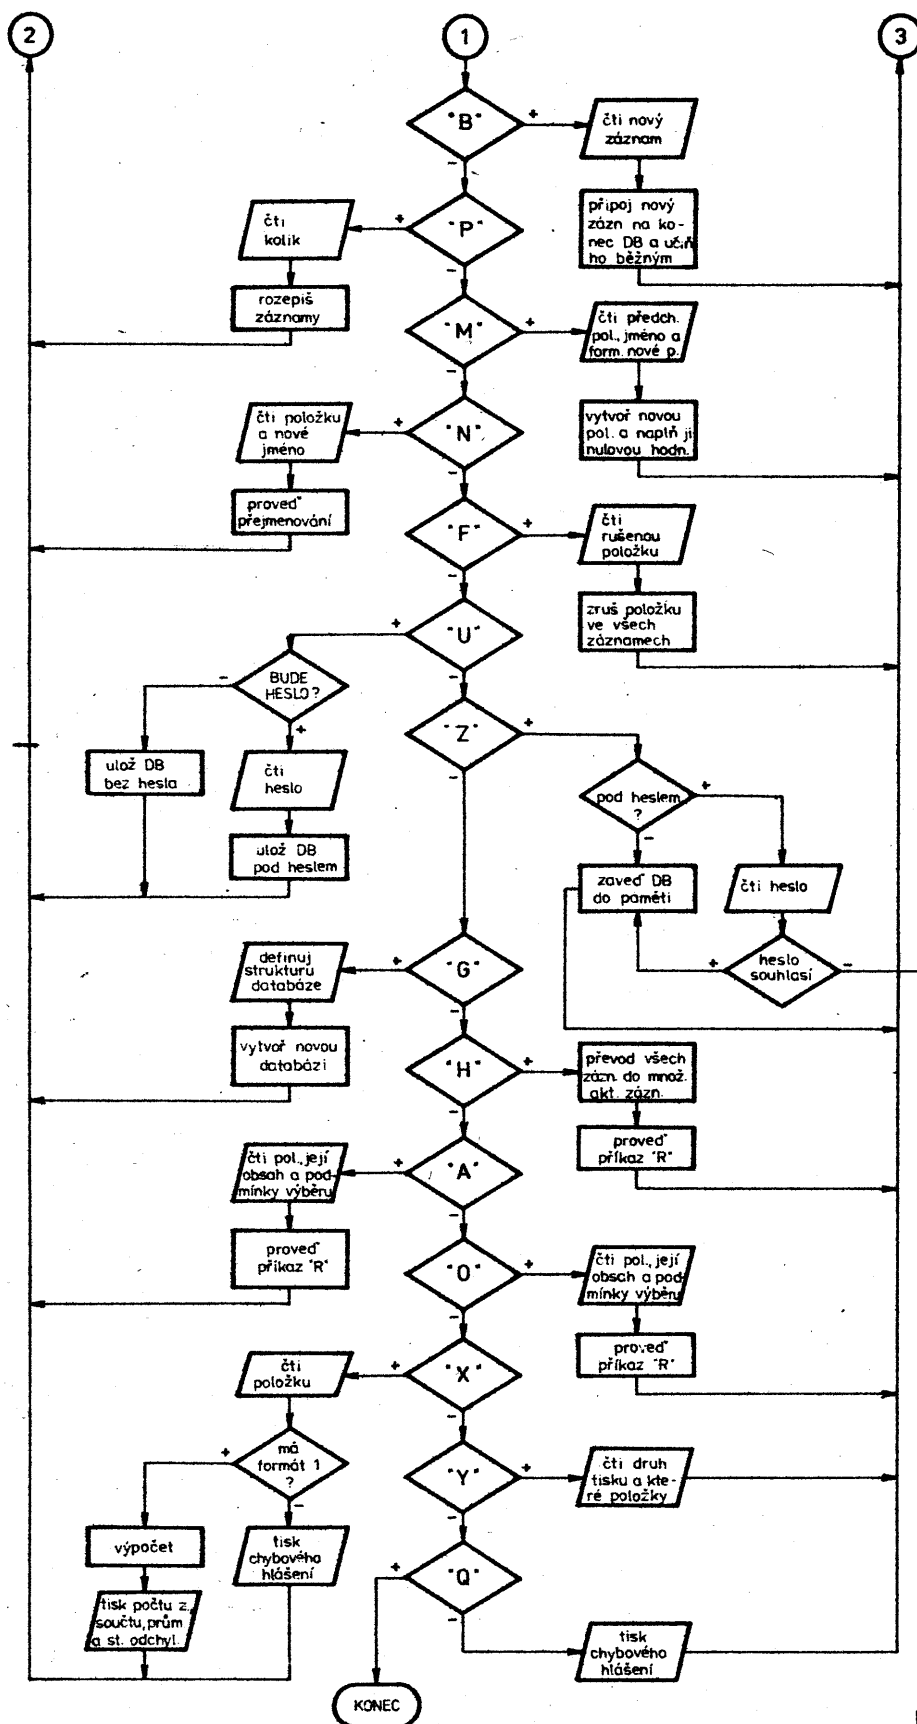 2
1
3
"B"
+
-
čti nový
záznam
připoj nový
zázn na ko-
nec DB a učiň
ho běžným
"P"
+
-
čti
kolik
rozepiš
záznamy
"M"
+
-
čti předch.
pol., jméno a
form. nové p.
vytvoř novou
pol. a naplň ji
nulovou hodn.
"N"
+
-
čti položku
a nové
jméno
proveď
přejmenování
"F"
+
-
čti
rušenou
položku
zruš položku
ve všech
záznamech
"U"
+
-
BUDE
HESLO?
-
+
ulož DB
bez hesla
čti
heslo
ulož DB
pod heslem
"Z"
+
-
pod heslem
?
+
-
zaveď DB
do paměti
čti heslo
heslo
souhlasí
+
-
"G"
+
-
definuj
strukturu
databáze
vytvoř novou
databázi
"H"
+
-
převod všech
zázn. do množ.
akt. zázn.
proveď
příkaz "R"
"A"
+
-
čti pol., její
obsah a pod-
mínky výběru
proveď
příkaz "R"
"O"
+
-
čti pol., její
obsah a pod-
mínky výběru
proveď
příkaz "R"
"X"
+
-
čti
položku
má
formát 1
?
+
-
výpočet
tisk počtu z,
součtu, prům
a st. odchyl.
tisk
chybového
hlášení
"Y"
+
-
čti druh
tisku a kte-
ré položky
"Q"
+
-
tisk
chybového
hlášení
KONEC